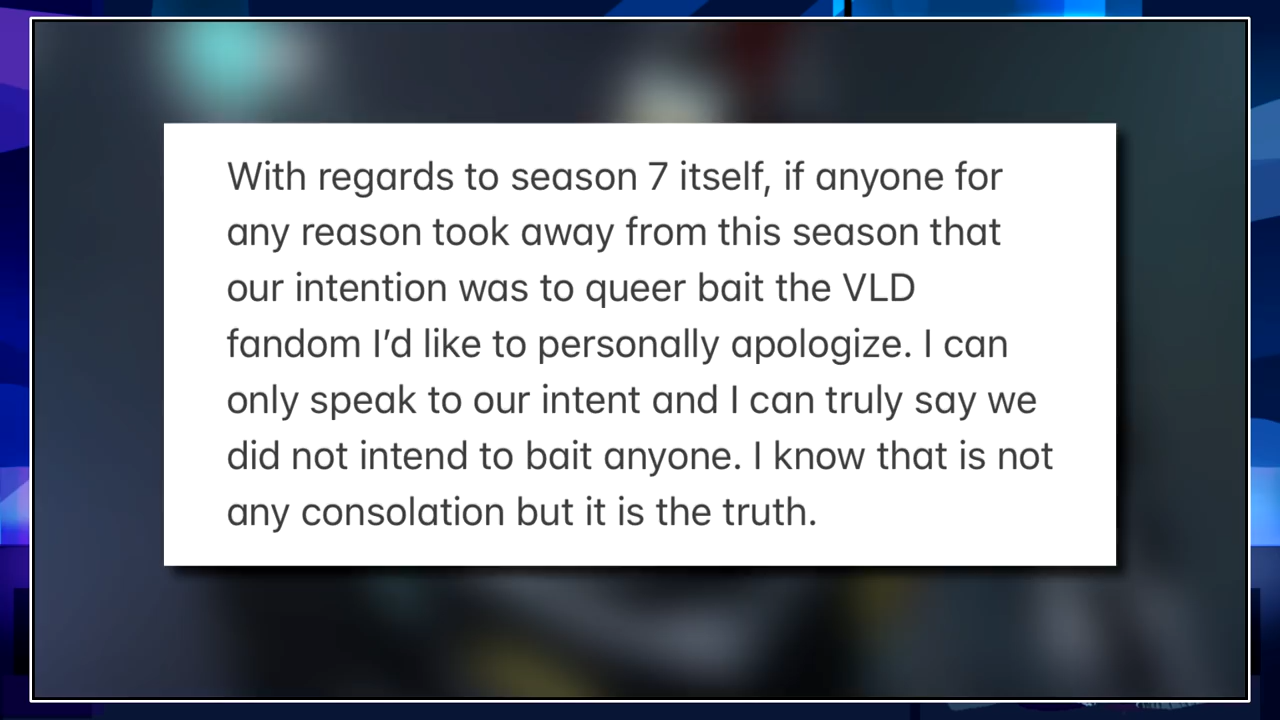 With regards to season 7 itself, if anyone for
any reason took away from this season that
our intention was to queer bait the VLD
fandom I’d like to personally apologize. I can
only speak to our intent and I can truly say we
did not intend to bait anyone. I know that is not
any consolation but it is the truth.